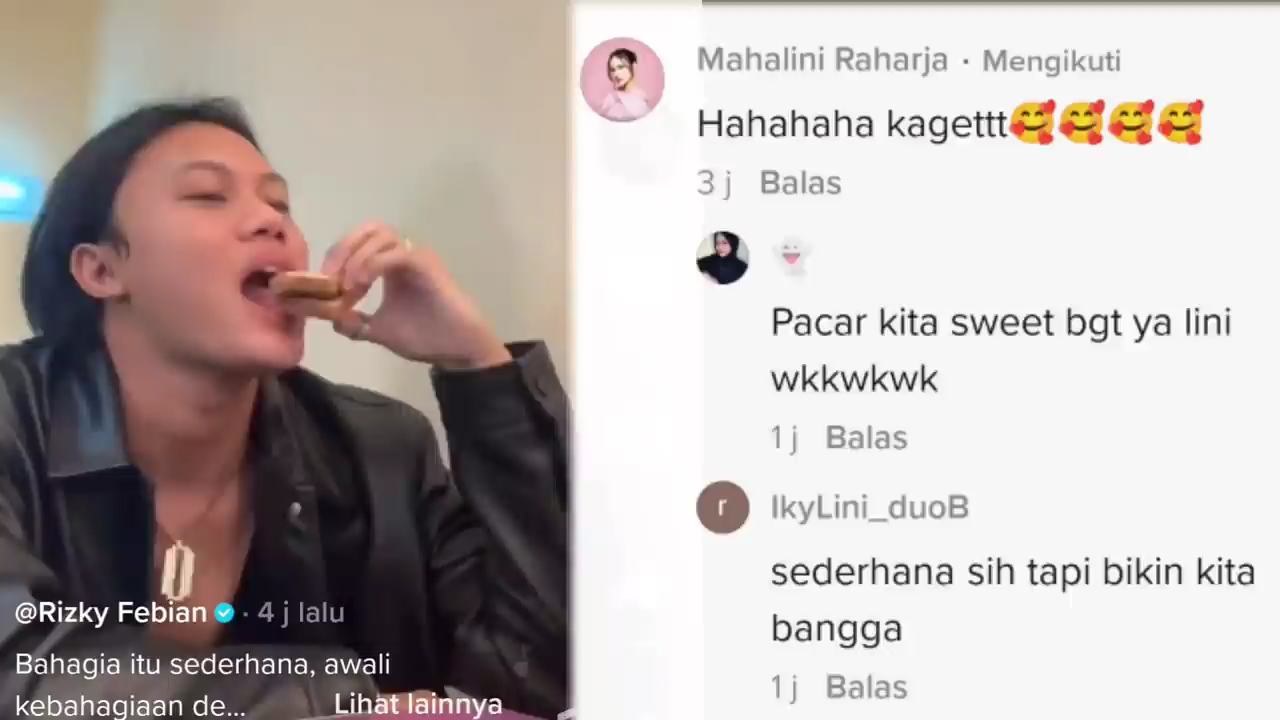 @Rizky Febian · 4 j lalu
Bahagia itu sederhana, awali
kebahagiaan de... Lihat lainnya
Mahalini Raharja · Mengikuti
Hahahaha kagettt🥰🥰🥰🥰
3 j Balas
👻
Pacar kita sweet bgt ya lini
wkkwkwk
1 j Balas
r IkyLini_duoB
sederhana sih tapi bikin kita
bangga
1 j Balas